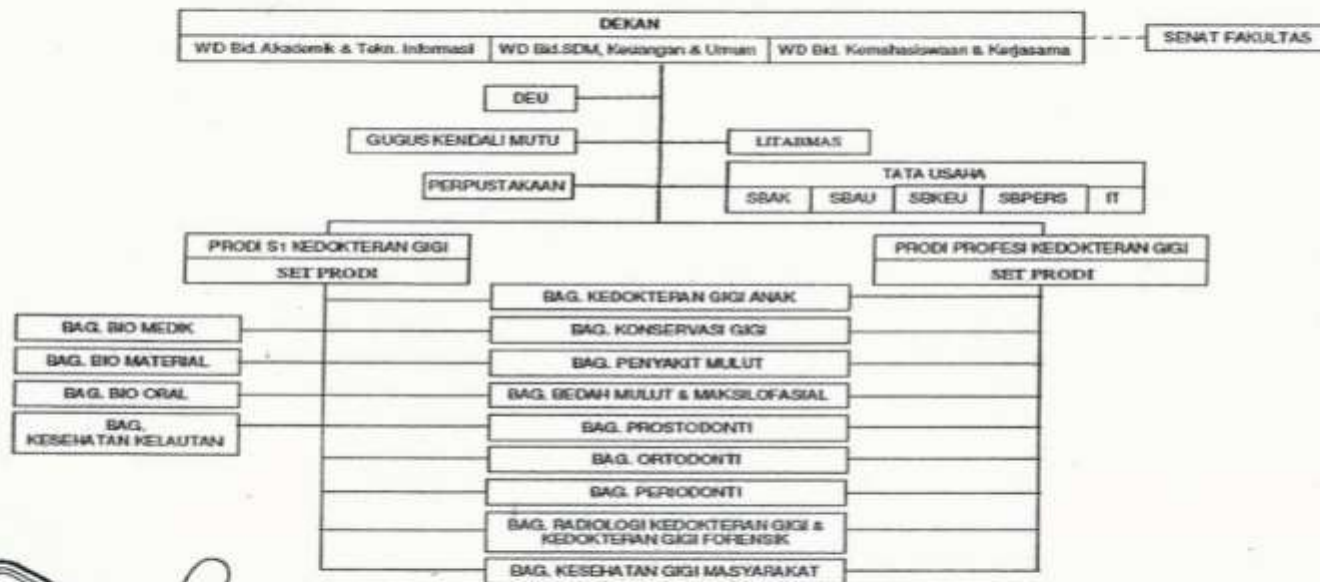 DEKAN
WD Bid. Akademik & Tekn. Informasi
WD Bid.SDM, Keuangan & Umum
WD Bid. Kemahasiswaan & Kerjasama
SENAT FAKULTAS
DEU
GUGUS KENDALI MUTU
LITABMAS
PERPUSTAKAAN
TATA USAHA
SBAK SBAU SBKEU SBPERS IT
PRODI S1 KEDOKTERAN GIGI
SET PRODI
PRODI PROFESI KEDOKTERAN GIGI
SET PRODI
BAG. KEDOKTERAN GIGI ANAK
BAG. BIO MEDIK
BAG. KONSERVASI GIGI
BAG. BIO MATERIAL
BAG. PENYAKIT MULUT
BAG. BIO ORAL
BAG. BEDAH MULUT & MAKSILOFASIAL
BAG.
KESEHATAN KELAUTAN
BAG. PROSTODONTI
BAG. ORTODONTI
BAG. PERIODONTI
BAG. RADIOLOGI KEDOKTERAN GIGI &
KEDOKTERAN GIGI FORENSIK
BAG. KESEHATAN GIGI MASYARAKAT